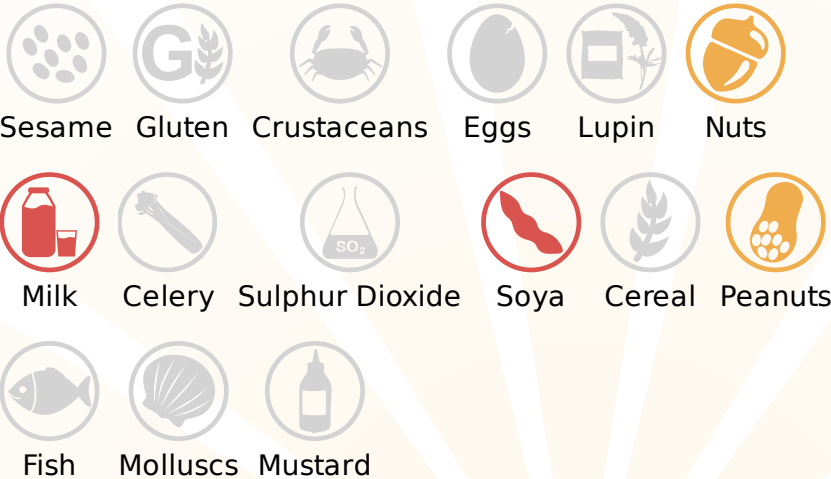 G
Sesame Gluten Crustaceans Eggs Lupin Nuts
SO₂
Milk Celery Sulphur Dioxide Soya Cereal Peanuts
Fish Molluscs Mustard